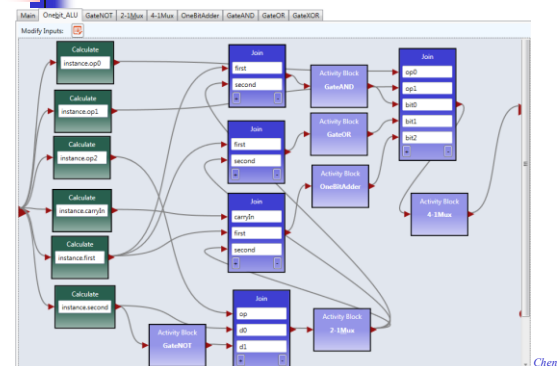 Main Onebit_ALU GateNOT 2-1Mux 4-1Mux OneBitAdder GateAND GateOR GateXOR
Modify Inputs:
Calculate
instance.op0
Calculate
instance.op1
Calculate
instance.op2
Calculate
instance.carryIn
Calculate
instance.first
Calculate
instance.second
Activity Block
GateNOT
Join
first
second
Join
first
second
Join
carryIn
first
second
Join
op
d0
d1
Activity Block
GateAND
Activity Block
GateOR
Activity Block
OneBitAdder
Activity Block
2-1Mux
Join
op0
op1
bit0
bit1
bit2
Activity Block
4-1Mux
Chen